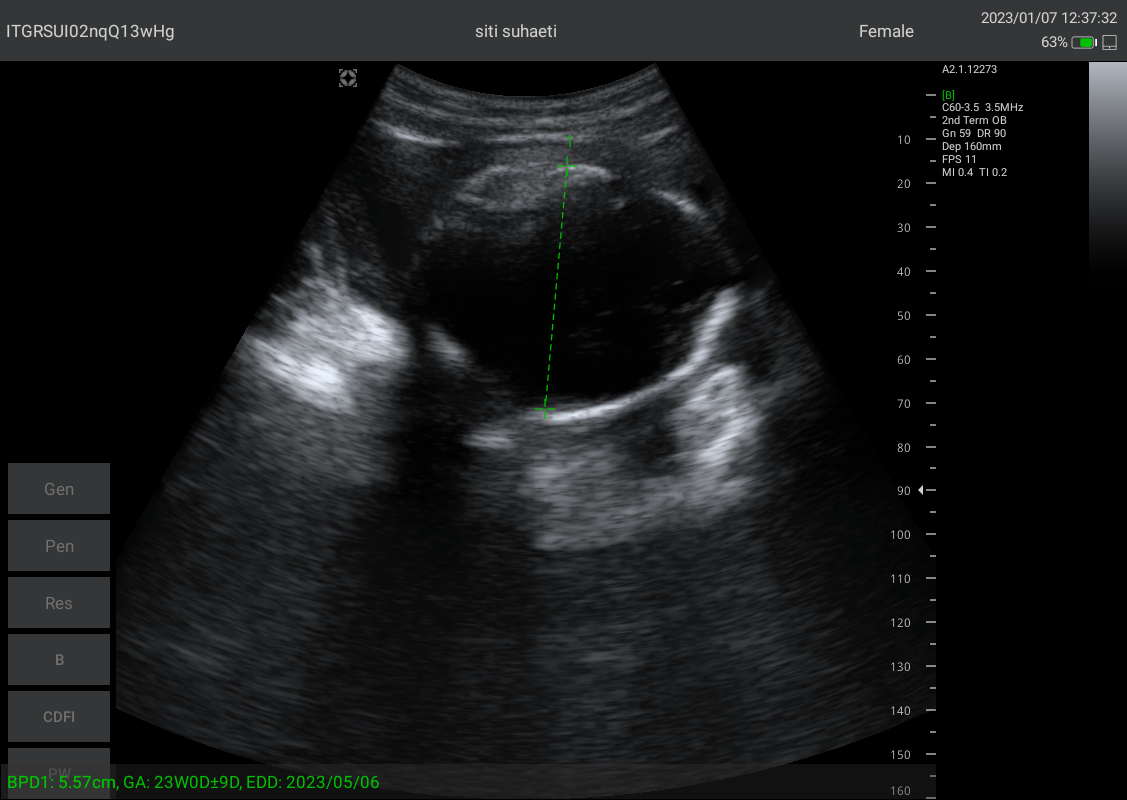 ITGRSUI02nqQ13wHg
siti suhaeti
Female
2023/01/07 12:37:32
63%
A2.1.12273
[B]
C60-3.5 3.5MHz
2nd Term OB
Gn 59 DR 90
Dep 160mm
FPS 11
MI 0.4 TI 0.2
10
20
30
40
50
60
70
80
90
100
110
120
130
140
150
160
Gen
Pen
Res
B
CDFI
PW
BPD1: 5.57cm, GA: 23W0D±9D, EDD: 2023/05/06